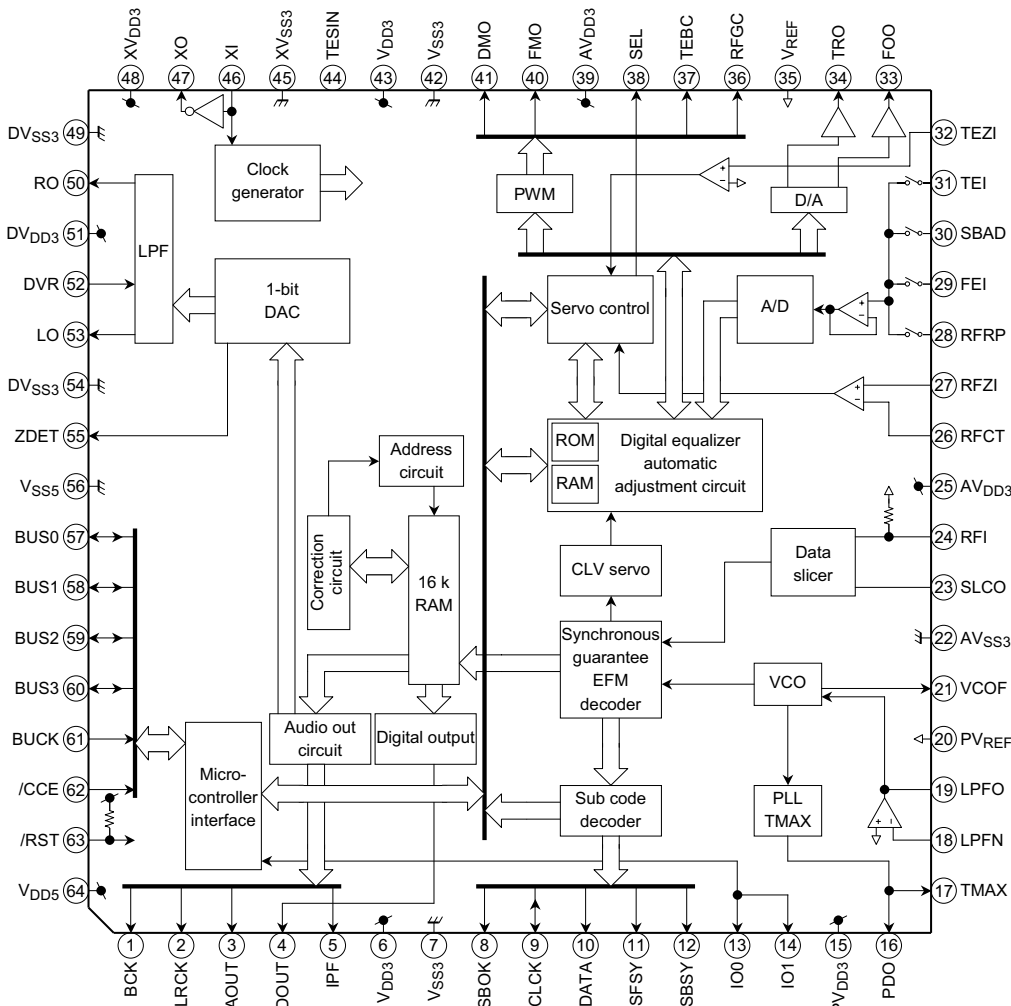 XVDD3 XO XI XVSS3 TESIN VDD3 VSS3 DMO FMO AVDD3 SEL TEBC RFGC VREF TRO FOO
48 47 46 45 44 43 42 41 40 39 38 37 36 35 34 33
DVSS3 49
RO 50
DVDD3 51
DVR 52
LO 53
DVSS3 54
ZDET 55
VSS5 56
BUS0 57
BUS1 58
BUS2 59
BUS3 60
BUCK 61
/CCE 62
/RST 63
VDD5 64
Clock
generator
LPF
1-bit
DAC
PWM
D/A
Servo control
A/D
ROM
RAM
Digital equalizer
automatic
adjustment circuit
Address
circuit
Correction
circuit
16 k
RAM
CLV servo
Data
slicer
Synchronous
guarantee
EFM
decoder
VCO
Audio out
circuit
Digital output
Micro-
controller
interface
Sub code
decoder
PLL
TMAX
+
-
+
-
+
-
+
-
32 TEZI
31 TEI
30 SBAD
29 FEI
28 RFRP
27 RFZI
26 RFCT
25 AVDD3
24 RFI
23 SLCO
22 AVSS3
21 VCOF
20 PVREF
19 LPFO
18 LPFN
17 TMAX
1 2 3 4 5 6 7 8 9 10 11 12 13 14 15 16
BCK LRCK AOUT DOUT IPF VDD3 VSS3 SBOK CLCK DATA SFSY SBSY IO0 IO1 PVDD3 PDO